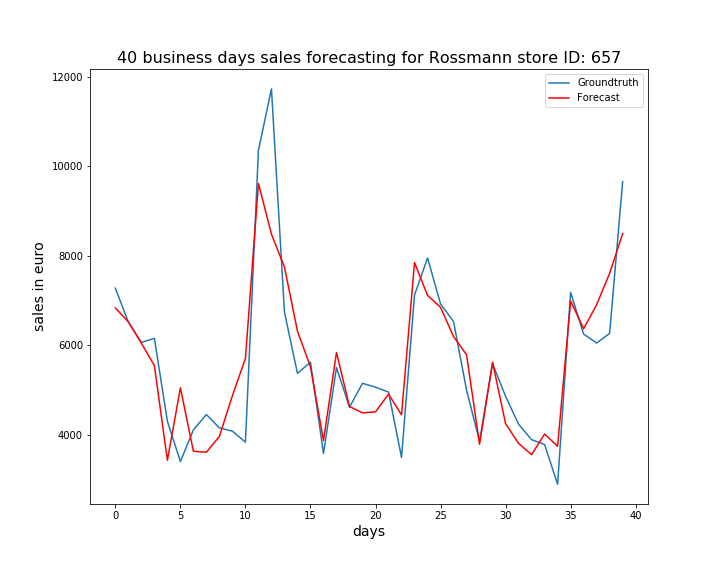 40 business days sales forecasting for Rossmann store ID: 657
Groundtruth
Forecast
12000
10000
8000
6000
4000
sales in euro
0 5 10 15 20 25 30 35 40
days